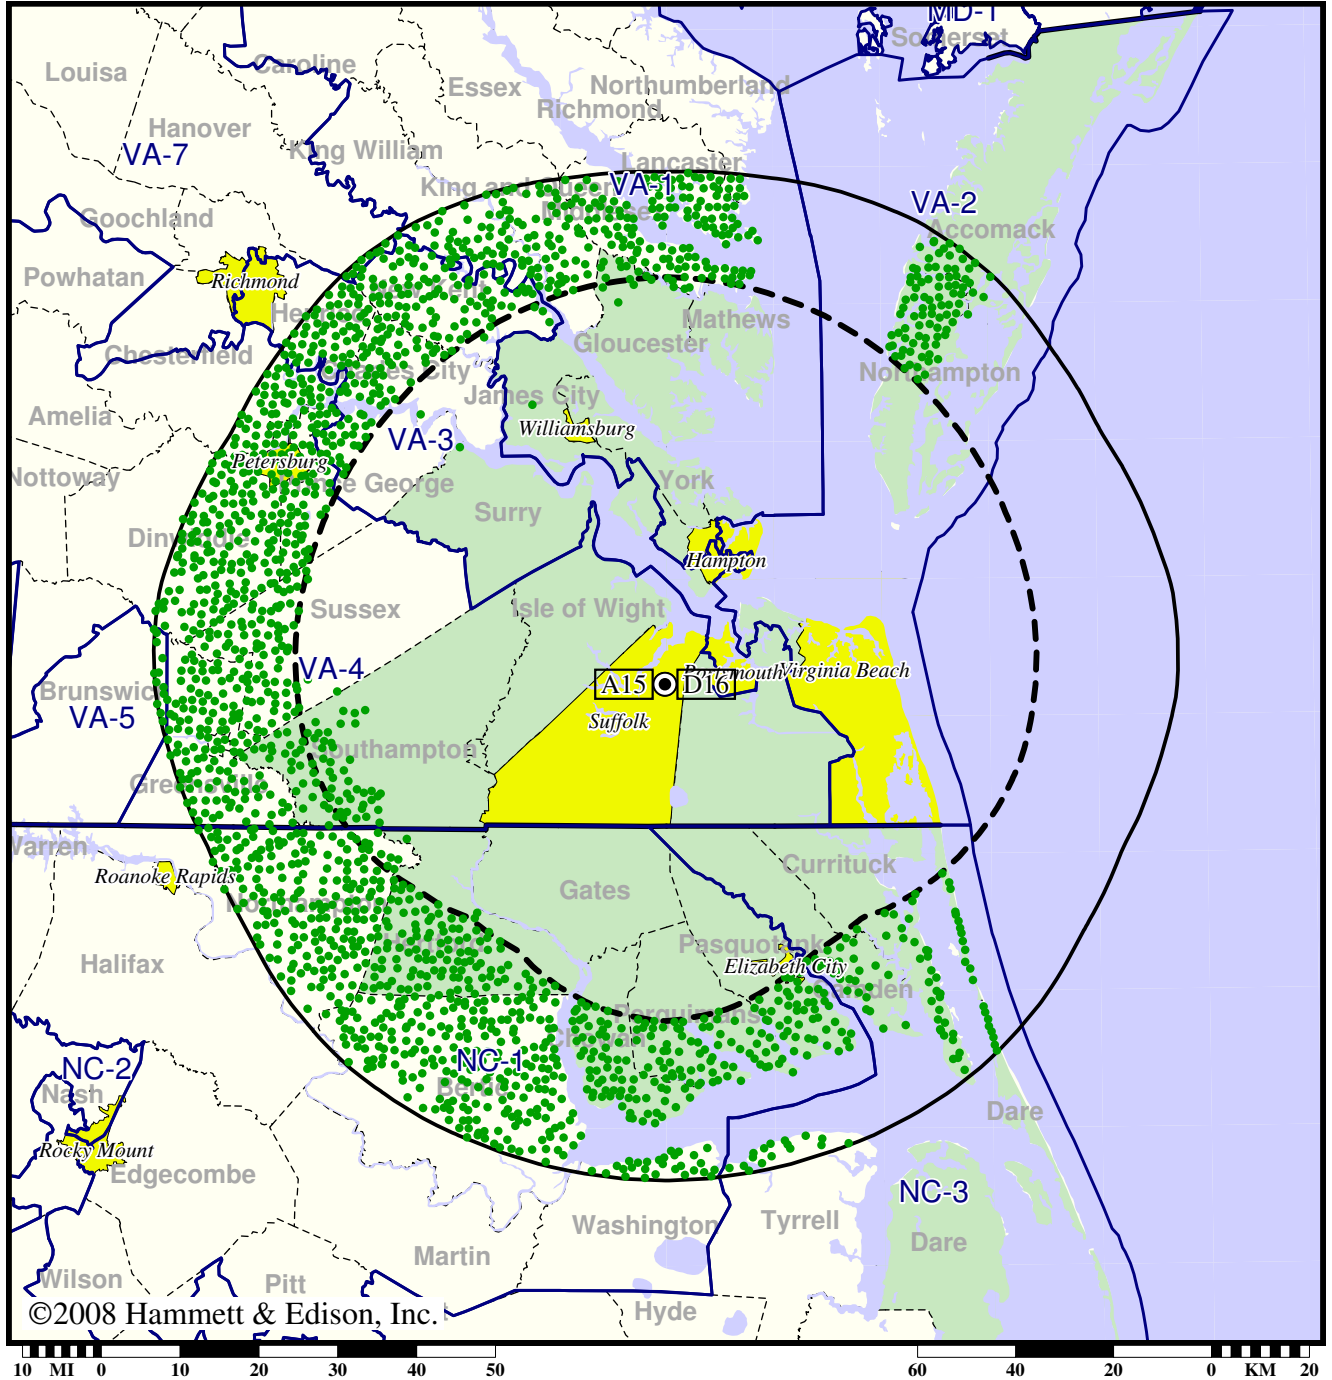 MD-1
Somerset
Louisa
Caroline
Essex
Northumberland
Richmond
Hanover
VA-7
King William
Lancaster
King and Queen
VA-1
Middlesex
VA-2
Accomack
Goochland
Powhatan
Richmond
New Kent
Henrico
Mathews
Gloucester
Chesterfield
Charles City
Northampton
James City
Amelia
Williamsburg
VA-3
Petersburg
Nottoway
Prince George
York
Surry
Dinwiddie
Hampton
Sussex
Isle of Wight
VA-4
Portsmouth
Virginia Beach
A15
D16
Brunswick
VA-5
Suffolk
Southampton
Greensville
Warren
Roanoke Rapids
Currituck
Gates
Northampton
Hertford
Pasquotank
Halifax
Elizabeth City
Camden
Perquimans
Chowan
NC-1
NC-2
Bertie
Nash
Dare
Rocky Mount
Edgecombe
NC-3
Washington
Tyrrell
Dare
Martin
Wilson
Pitt
Hyde
©2008 Hammett & Edison, Inc.
10 MI 0 10 20 30 40 50
60 40 20 0 KM 20